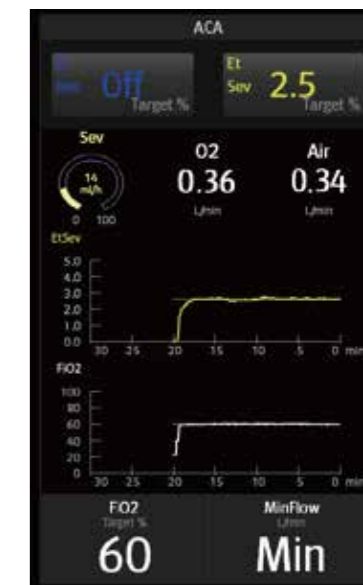 ACA
Off
Target %
Et
Sev
2.5
Target %
Sev
14
ml/h
0 100
O2
0.36
L/min
Air
0.34
L/min
EtSev
5.0
4.0
3.0
2.0
1.0
0.0
30 25 20 15 10 5 0 min
FiO2
100
80
60
40
20
0
30 25 20 15 10 5 0 min
FiO2
Target %
60
MinFlow
L/min
Min